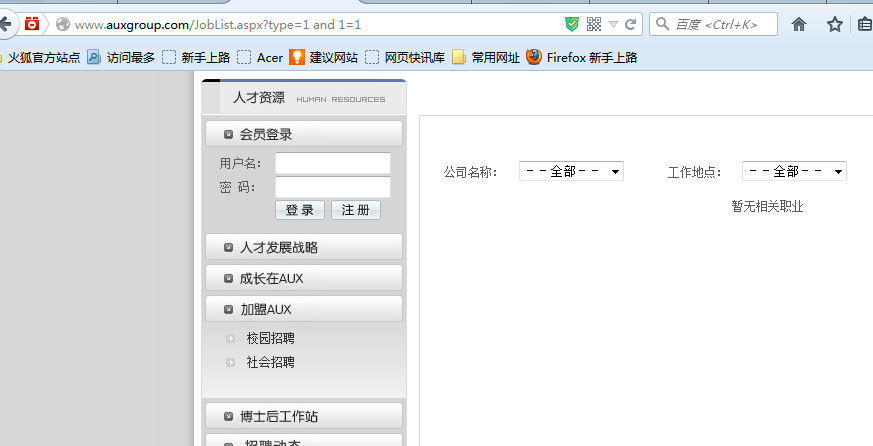 www.auxgroup.com/JobList.aspx?type=1 and 1=1
百度 <Ctrl+K>
火狐官方站点 访问最多 新手上路 Acer 建议网站 网页快讯库 常用网址 Firefox 新手上路
人才资源 HUMAN RESOURCES
会员登录
用户名:
密 码:
登 录 注 册
公司名称: --全部-- 工作地点: --全部--
暂无相关职业
人才发展战略
成长在AUX
加盟AUX
校园招聘
社会招聘
博士后工作站
招聘动态